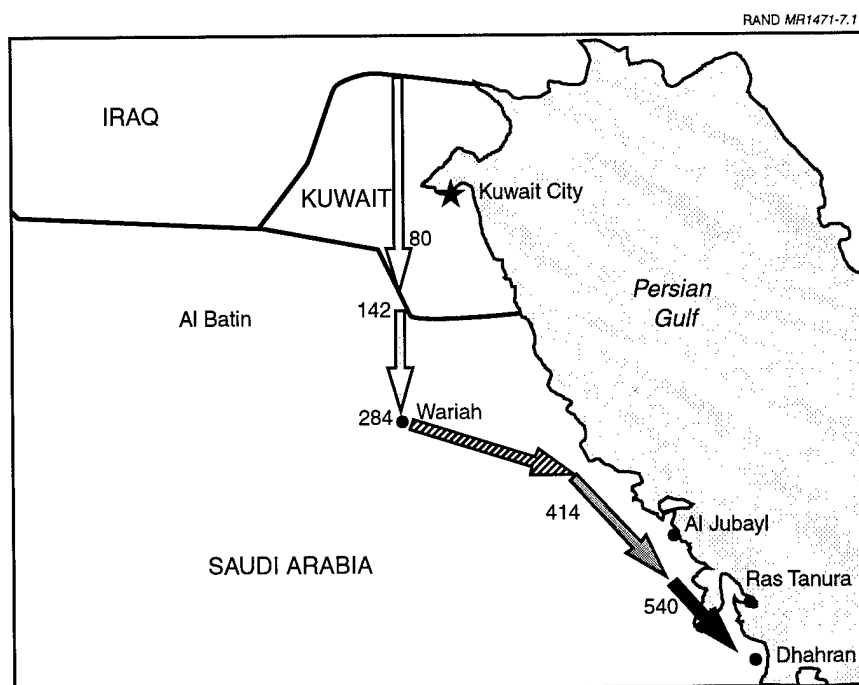 RAND MR1471-7.1
IRAQ
KUWAIT
Kuwait City
80
Persian
Gulf
Al Batin
142
284
Wariah
414
Al Jubayl
SAUDI ARABIA
Ras Tanura
540
Dhahran